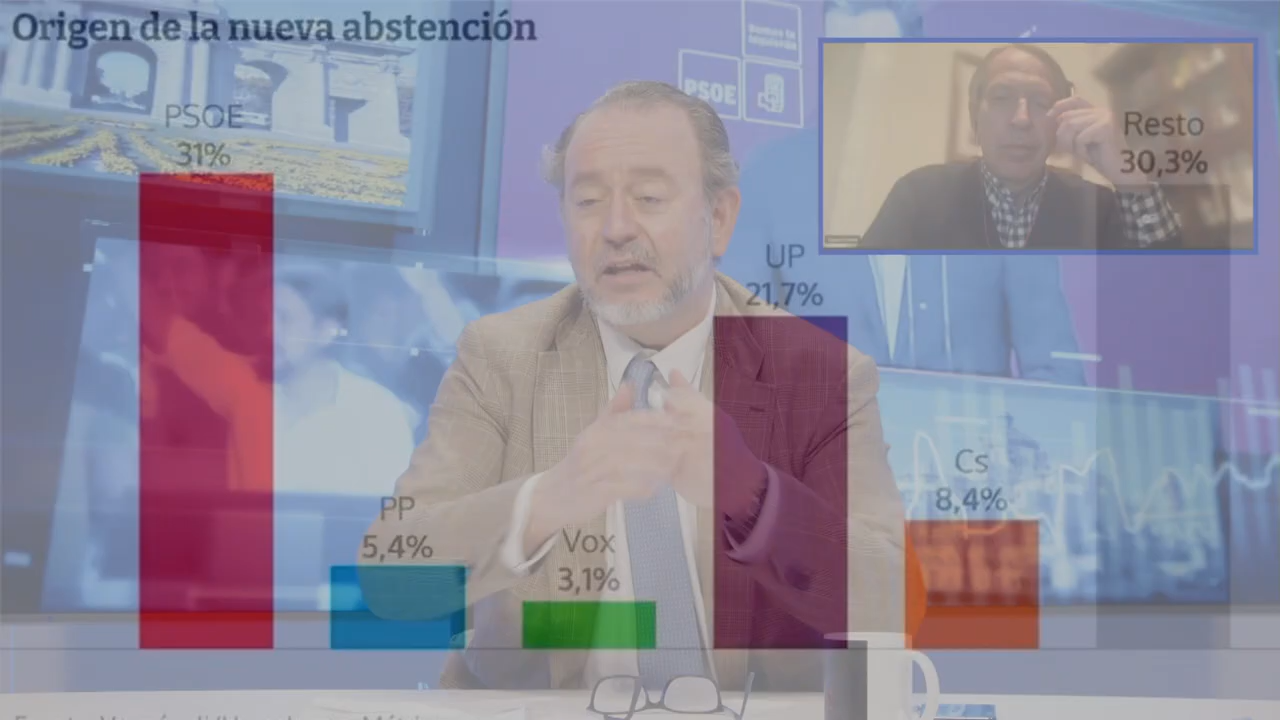 Origen de la nueva abstención
PSOE
31%
PP
5,4%
Vox
3,1%
UP
21,7%
Cs
8,4%
Resto
30,3%
PSOE